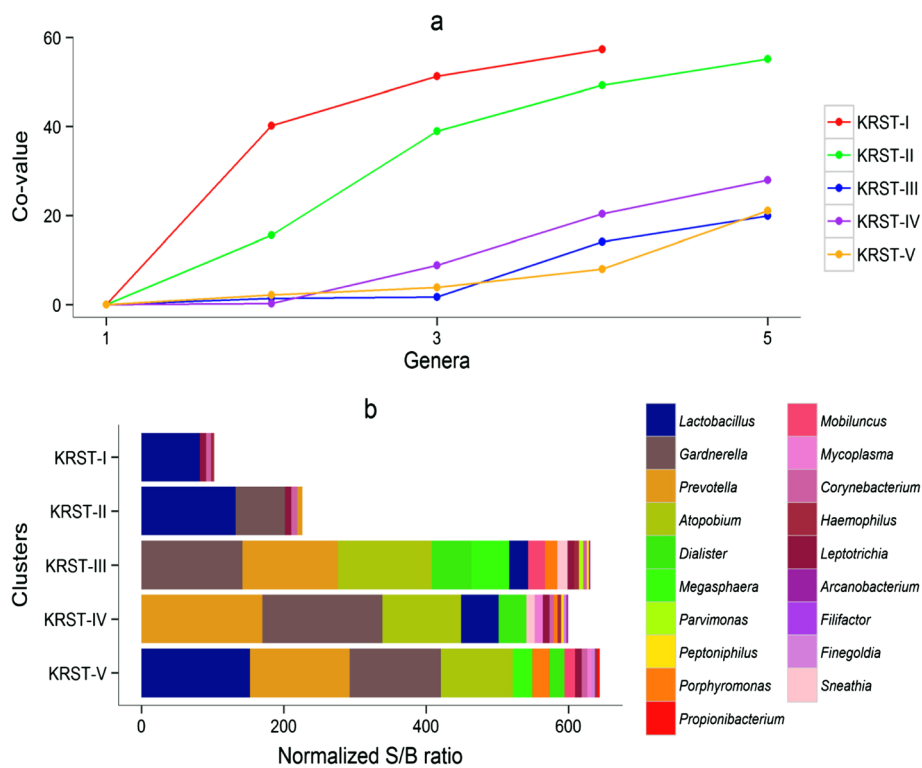 a
60
40
20
0
Co-value
1 3 5
Genera
KRST-I
KRST-II
KRST-III
KRST-IV
KRST-V
b
KRST-I
KRST-II
KRST-III
KRST-IV
KRST-V
Clusters
0 200 400 600
Normalized S/B ratio
Lactobacillus
Gardnerella
Prevotella
Atopobium
Dialister
Megasphaera
Parvimonas
Peptoniphilus
Porphyromonas
Propionibacterium
Mobiluncus
Mycoplasma
Corynebacterium
Haemophilus
Leptotrichia
Arcanobacterium
Filifactor
Finegoldia
Sneathia